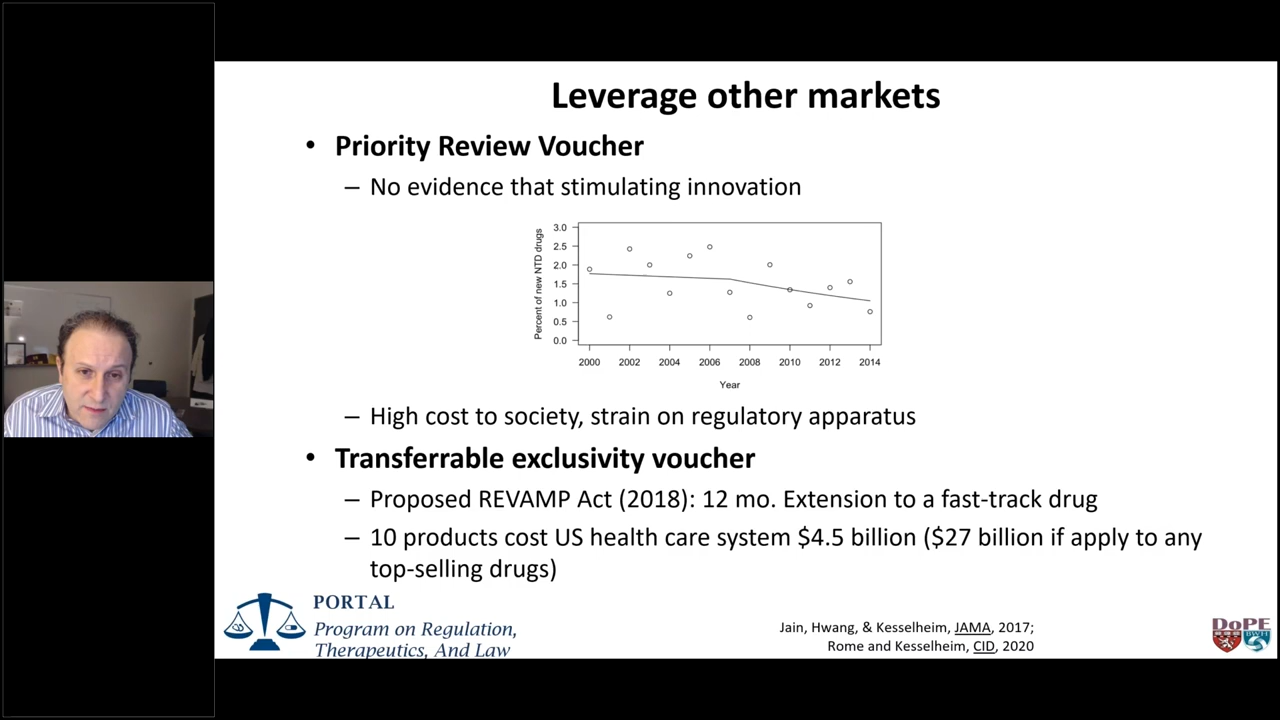 Leverage other markets
• Priority Review Voucher
– No evidence that stimulating innovation
Percent of new NTD drugs
3.0
2.5
2.0
1.5
1.0
0.5
0.0
2000 2002 2004 2006 2008 2010 2012 2014
Year
– High cost to society, strain on regulatory apparatus
• Transferrable exclusivity voucher
– Proposed REVAMP Act (2018): 12 mo. Extension to a fast-track drug
– 10 products cost US health care system $4.5 billion ($27 billion if apply to any
top-selling drugs)
PORTAL
Program on Regulation,
Therapeutics, And Law
Jain, Hwang, & Kesselheim, JAMA, 2017;
Rome and Kesselheim, CID, 2020
DoPE
BWH